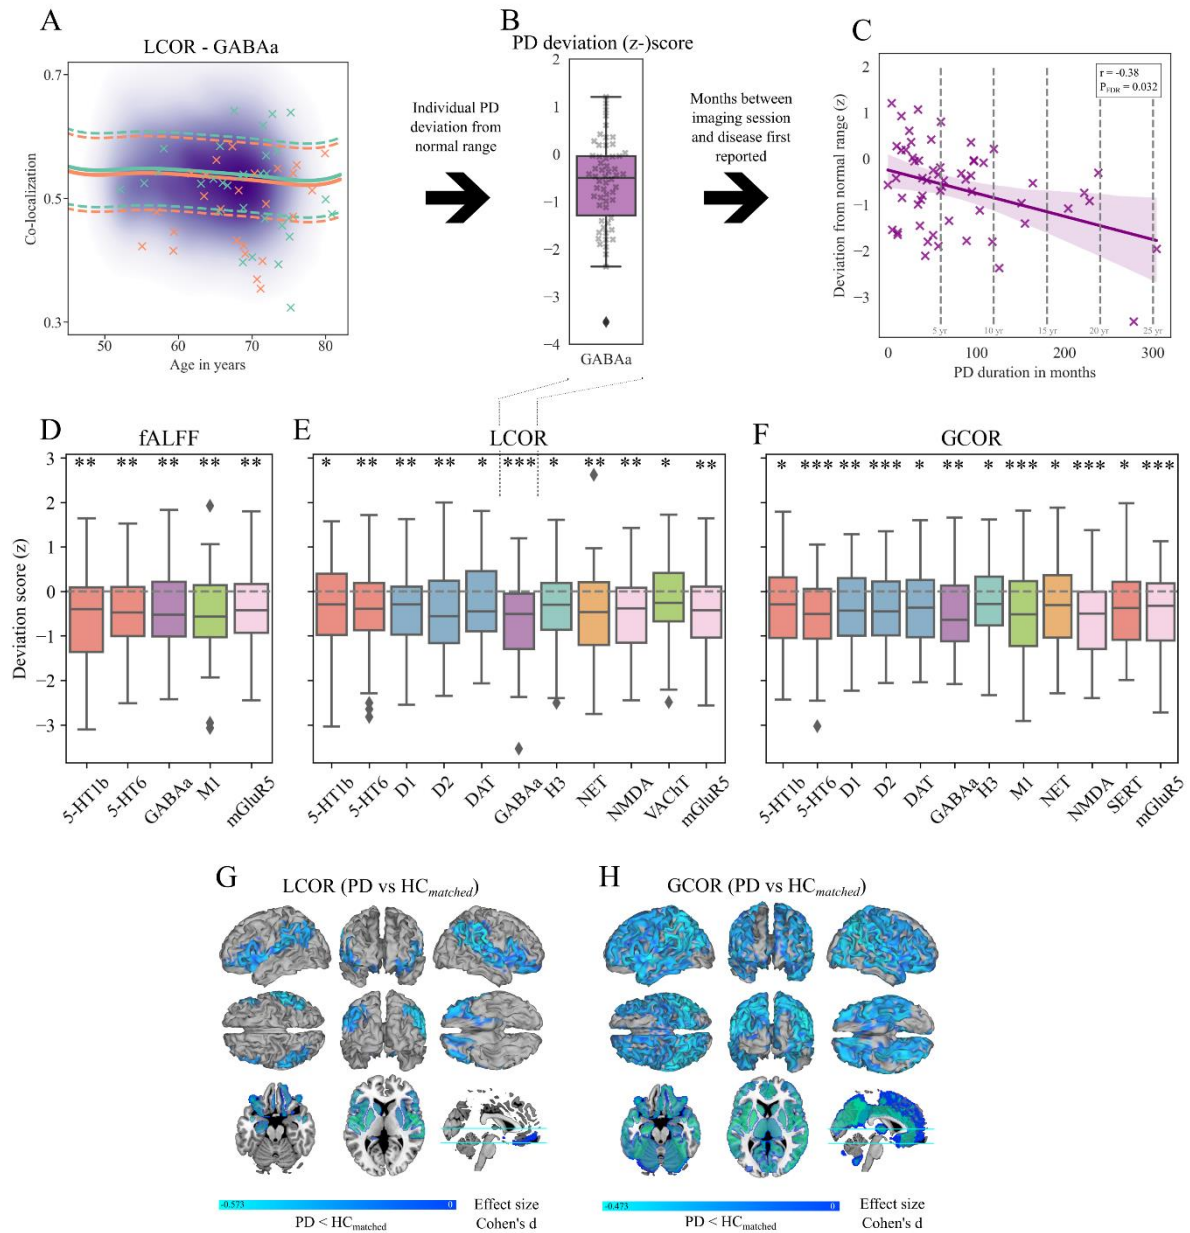 A
LCOR - GABAa
0.7
0.5
0.3
Co-localization
50
60
70
80
Age in years
Individual PD
deviation from
normal range
B
PD deviation (z-)score
2
1
0
−1
−2
−3
−4
GABAa
Months between
imaging session
and disease first
reported
C
r = -0.38
PFDR = 0.032
Deviation from normal range (z)
2
1
0
−1
−2
−3
5 yr
10 yr
15 yr
20 yr
25 yr
0
100
200
300
PD duration in months
D
fALFF
** ** ** ** **
3
2
1
0
−1
−2
−3
Deviation score (z)
5-HT1b
5-HT6
GABAa
M1
mGluR5
E
LCOR
* ** ** ** * *** * ** ** * **
5-HT1b
5-HT6
D1
D2
DAT
GABAa
H3
NET
NMDA
VAChT
mGluR5
F
GCOR
* *** ** *** * ** * *** * *** * ***
5-HT1b
5-HT6
D1
D2
DAT
GABAa
H3
M1
NET
NMDA
SERT
mGluR5
G
LCOR (PD vs HCmatched)
-0.573
0
PD < HCmatched
Effect size
Cohen's d
H
GCOR (PD vs HCmatched)
-0.473
0
PD < HCmatched
Effect size
Cohen's d